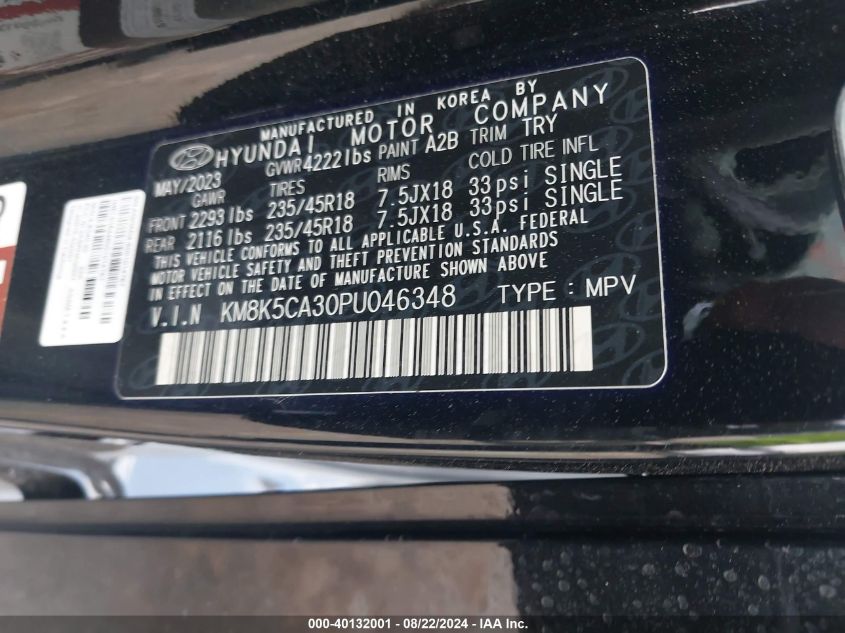 MANUFACTURED IN KOREA BY
HYUNDAI MOTOR COMPANY
MAY/2023 GVWR 4222 lbs PAINT A2B TRIM TRY
GAWR TIRES RIMS COLD TIRE INFL
FRONT 2293 lbs 235/45R18 7.5JX18 33psi SINGLE
REAR 2116 lbs 235/45R18 7.5JX18 33psi SINGLE
THIS VEHICLE CONFORMS TO ALL APPLICABLE U.S.A. FEDERAL
MOTOR VEHICLE SAFETY AND THEFT PREVENTION STANDARDS
IN EFFECT ON THE DATE OF MANUFACTURE SHOWN ABOVE
V.I.N KM8K5CA30PU046348 TYPE : MPV
000-40132001 - 08/22/2024 - IAA Inc.